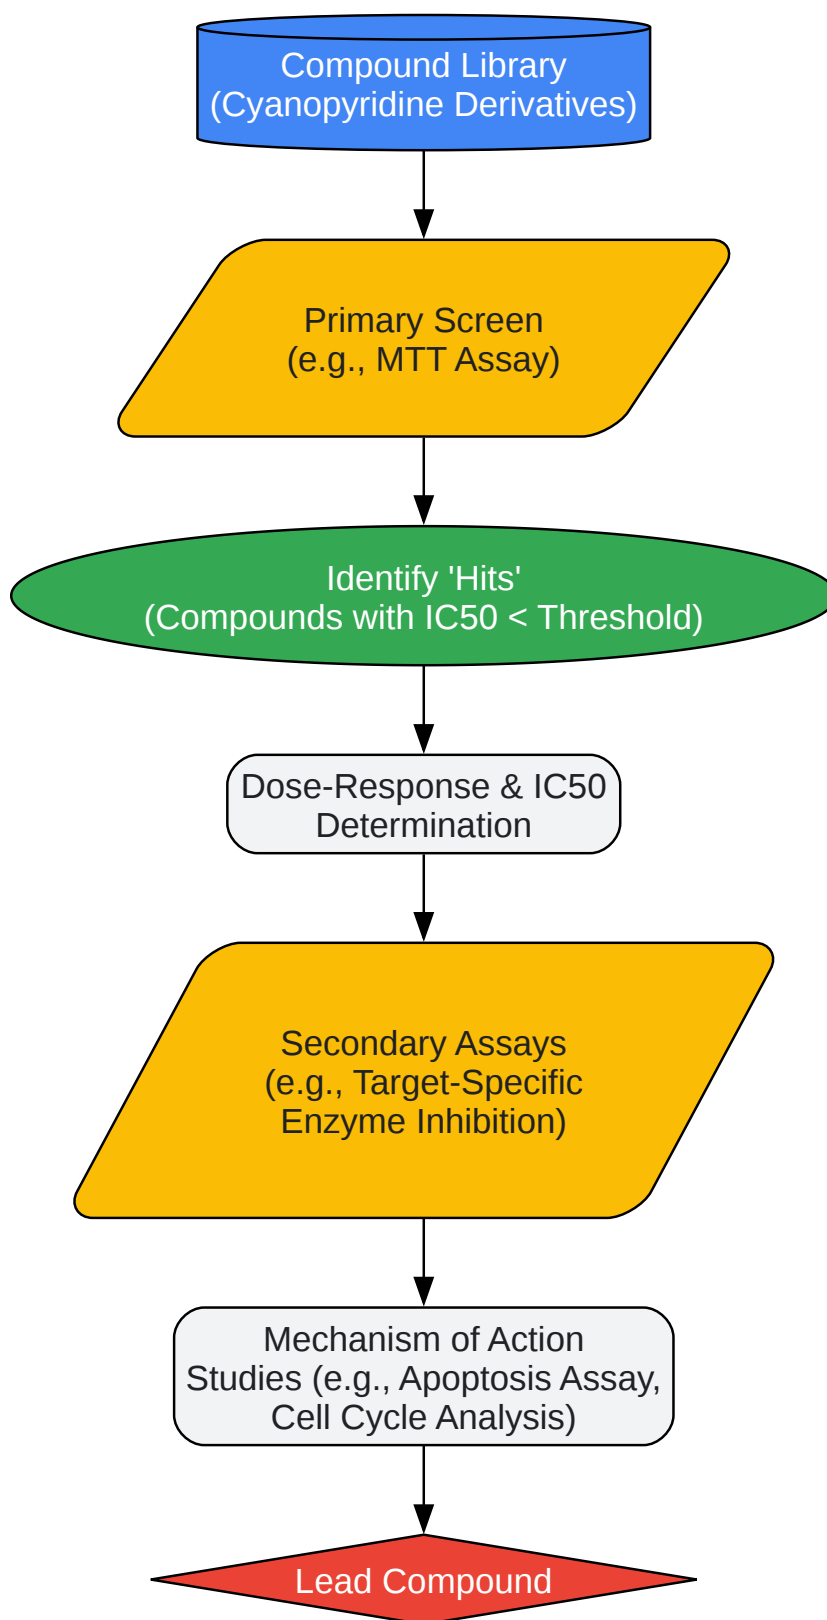 Compound Library
(Cyanopyridine Derivatives)
Primary Screen
(e.g., MTT Assay)
Identify 'Hits'
(Compounds with IC50 < Threshold)
Dose-Response & IC50
Determination
Secondary Assays
(e.g., Target-Specific
Enzyme Inhibition)
Mechanism of Action
Studies (e.g., Apoptosis Assay,
Cell Cycle Analysis)
Lead Compound